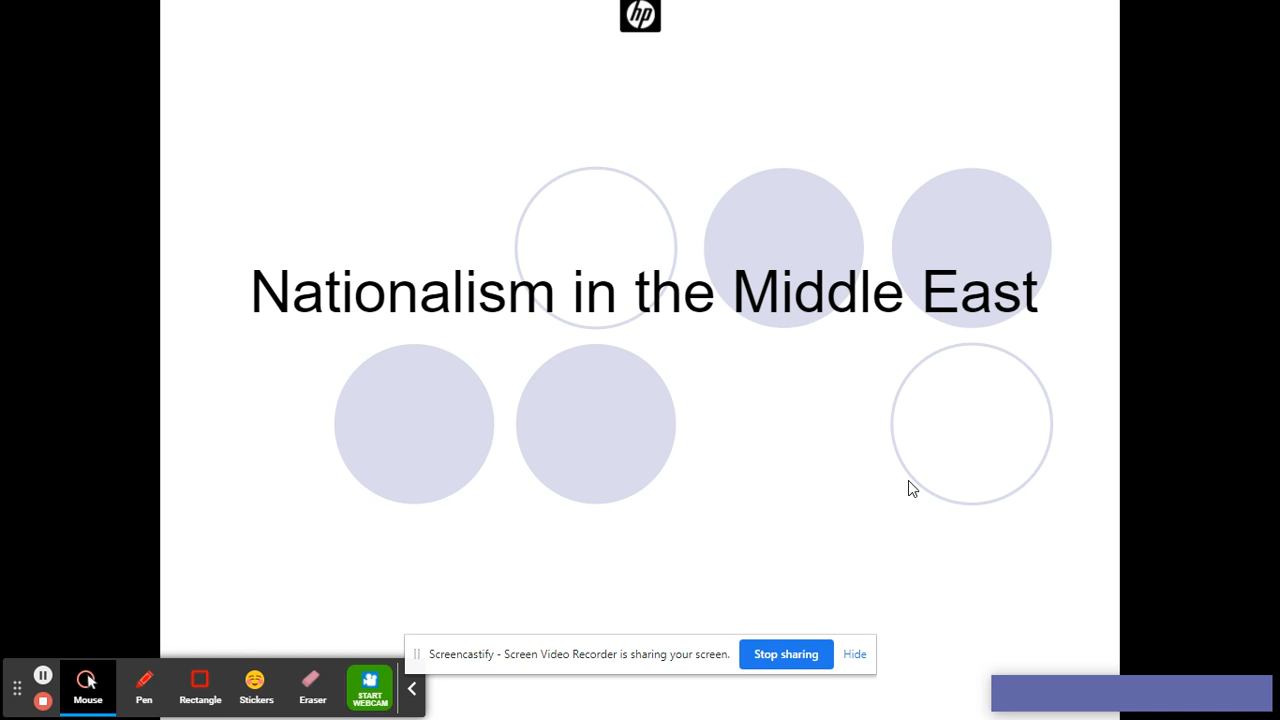 hp
Nationalism in the Middle East
Screencastify - Screen Video Recorder is sharing your screen.
Stop sharing
Hide
Mouse
Pen
Rectangle
Stickers
Eraser
START
WEBCAM